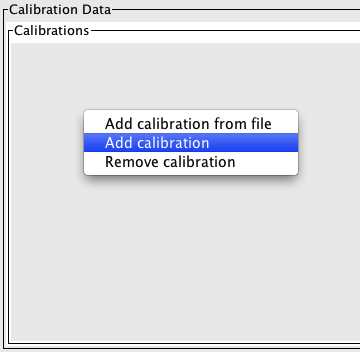 Calibration Data
Calibrations
Add calibration from file
Add calibration
Remove calibration